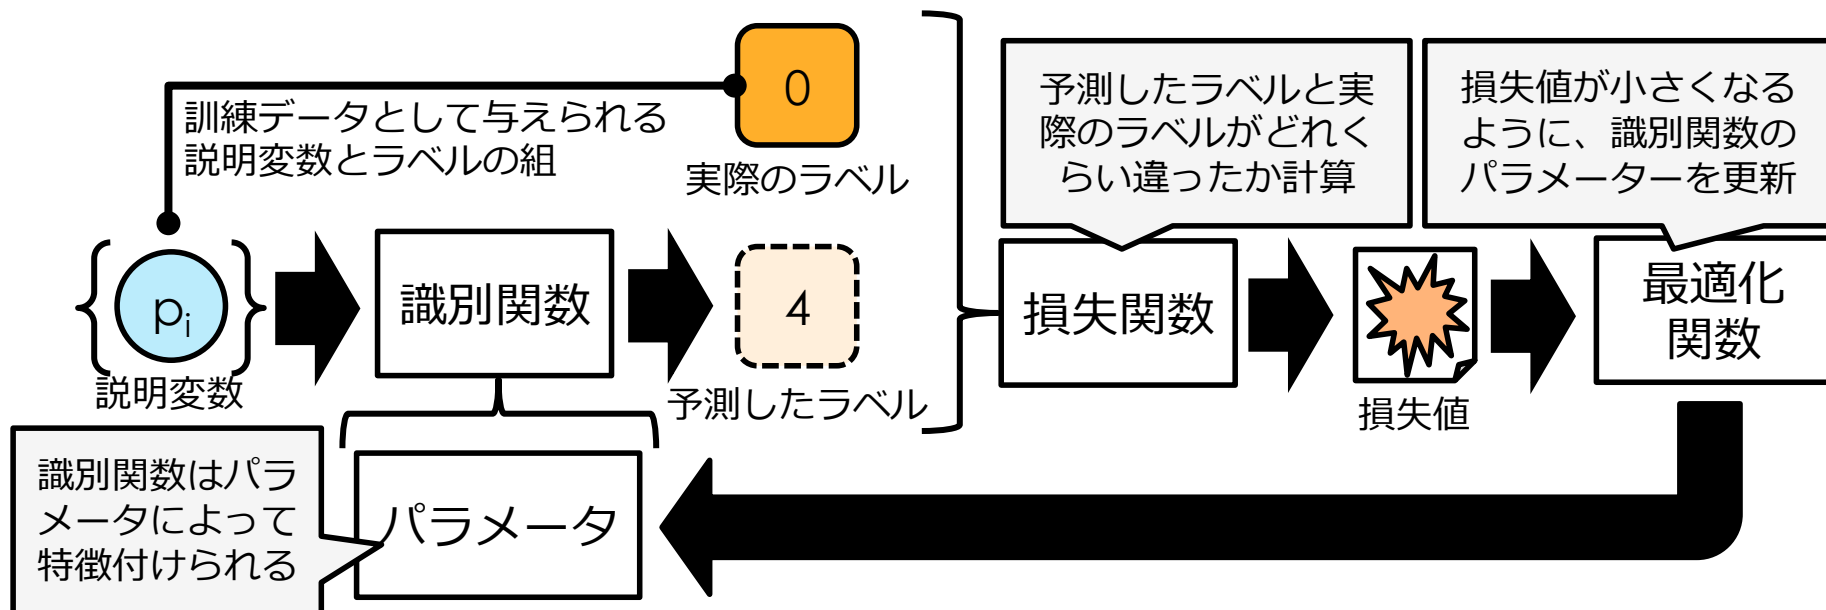 0
訓練データとして与えられる
説明変数とラベルの組
実際のラベル
予測したラベルと実
際のラベルがどれく
らい違ったか計算
損失値が小さくなる
ように、識別関数の
パラメーターを更新
pi
説明変数
識別関数
4
予測したラベル
損失関数
損失値
最適化
関数
識別関数はパラ
メータによって
特徴付けられる
パラメータ